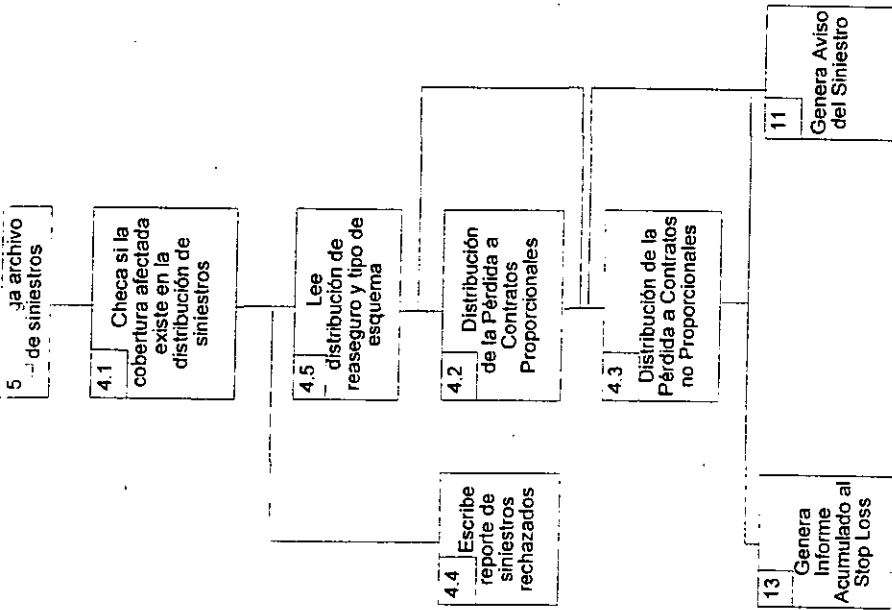 5
archivo
de siniestros
4.1
Checa si la
cobertura afectada
existe en la
distribución de
siniestros
4.5
Lee
distribución de
reaseguro y tipo de
esquema
4.4
Escribe
reporte de
siniestros
rechazados
4.2
Distribución
de la Pérdida a
Contratos
Proporcionales
4.3
Distribución de la
Pérdida a Contratos
no Proporcionales
13
Genera
Informe
Acumulado al
Stop Loss
11
Genera Aviso
del Siniestro